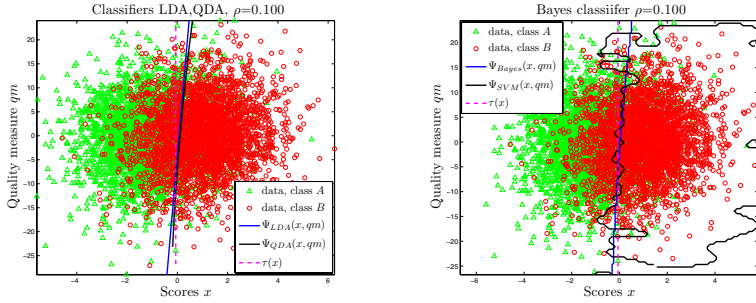 Classifiers LDA,QDA, ρ=0.100
Quality measure qm
20
15
10
5
0
−5
−10
−15
−20
−25
−4
−2
0
2
4
6
Scores x
data, class A
data, class B
Ψ_LDA(x, qm)
Ψ_QDA(x, qm)
τ(x)
Bayes classiifer ρ=0.100
data, class A
data, class B
Ψ_Bayes(x, qm)
Ψ_SVM(x, qm)
τ(x)
Quality measure qm
25
20
15
10
5
0
−5
−10
−15
−20
−25
−6
−4
−2
0
2
4
Scores x